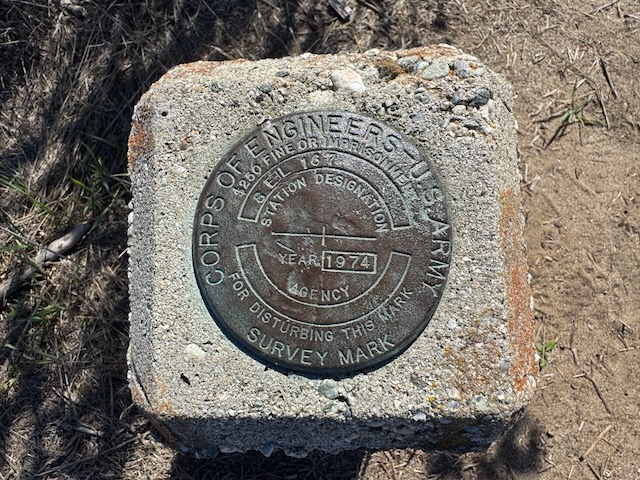 CORPS OF ENGINEERS–U.S. ARMY
$250 FINE OR IMPRISONMENT
SEL 167
STATION DESIGNATION
YEAR 1974
AGENCY
FOR DISTURBING THIS MARK
SURVEY MARK